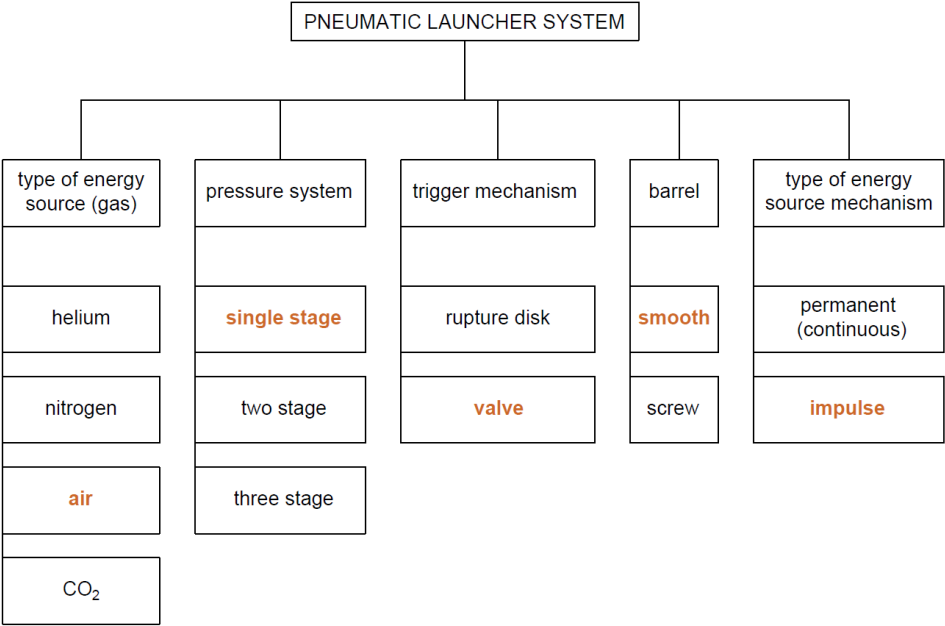 PNEUMATIC LAUNCHER SYSTEM
type of energy
source (gas)
helium
nitrogen
air
CO₂
pressure system
single stage
two stage
three stage
trigger mechanism
rupture disk
valve
barrel
smooth
screw
type of energy
source mechanism
permanent
(continuous)
impulse